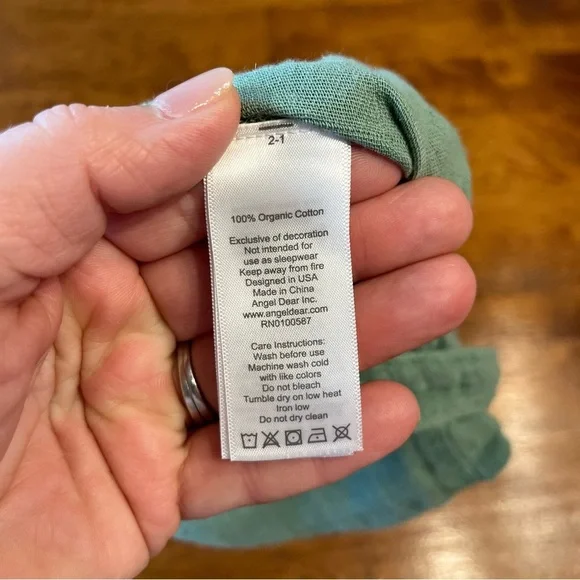 2-1
100% Organic Cotton
Exclusive of decoration
Not intended for
use as sleepwear
Keep away from fire
Designed in USA
Made in China
Angel Dear Inc.
www.angeldear.com
RN0100587
Care Instructions:
Wash before use
Machine wash cold
with like colors
Do not bleach
Tumble dry on low heat
Iron low
Do not dry clean